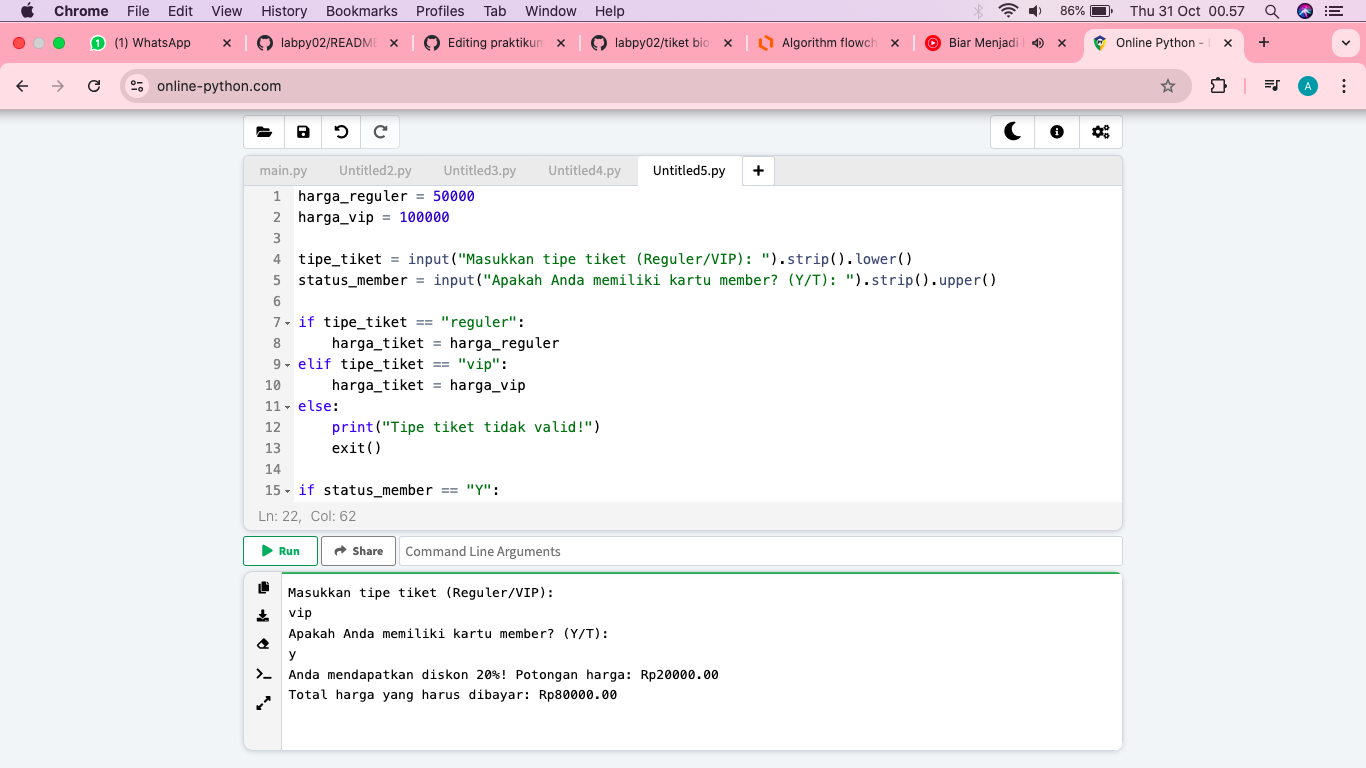 Chrome File Edit View History Bookmarks Profiles Tab Window Help 86% Thu 31 Oct 00.57
1 (1) WhatsApp labpy02/README Editing praktikum labpy02/tiket bio Algorithm flowch Biar Menjadi Online Python -
online-python.com A
main.py Untitled2.py Untitled3.py Untitled4.py Untitled5.py +
1 harga_reguler = 50000
2 harga_vip = 100000
3
4 tipe_tiket = input("Masukkan tipe tiket (Reguler/VIP): ").strip().lower()
5 status_member = input("Apakah Anda memiliki kartu member? (Y/T): ").strip().upper()
6
7 if tipe_tiket == "reguler":
8     harga_tiket = harga_reguler
9 elif tipe_tiket == "vip":
10     harga_tiket = harga_vip
11 else:
12     print("Tipe tiket tidak valid!")
13     exit()
14
15 if status_member == "Y":
Ln: 22, Col: 62
Run Share Command Line Arguments
Masukkan tipe tiket (Reguler/VIP):
vip
Apakah Anda memiliki kartu member? (Y/T):
y
Anda mendapatkan diskon 20%! Potongan harga: Rp20000.00
Total harga yang harus dibayar: Rp80000.00